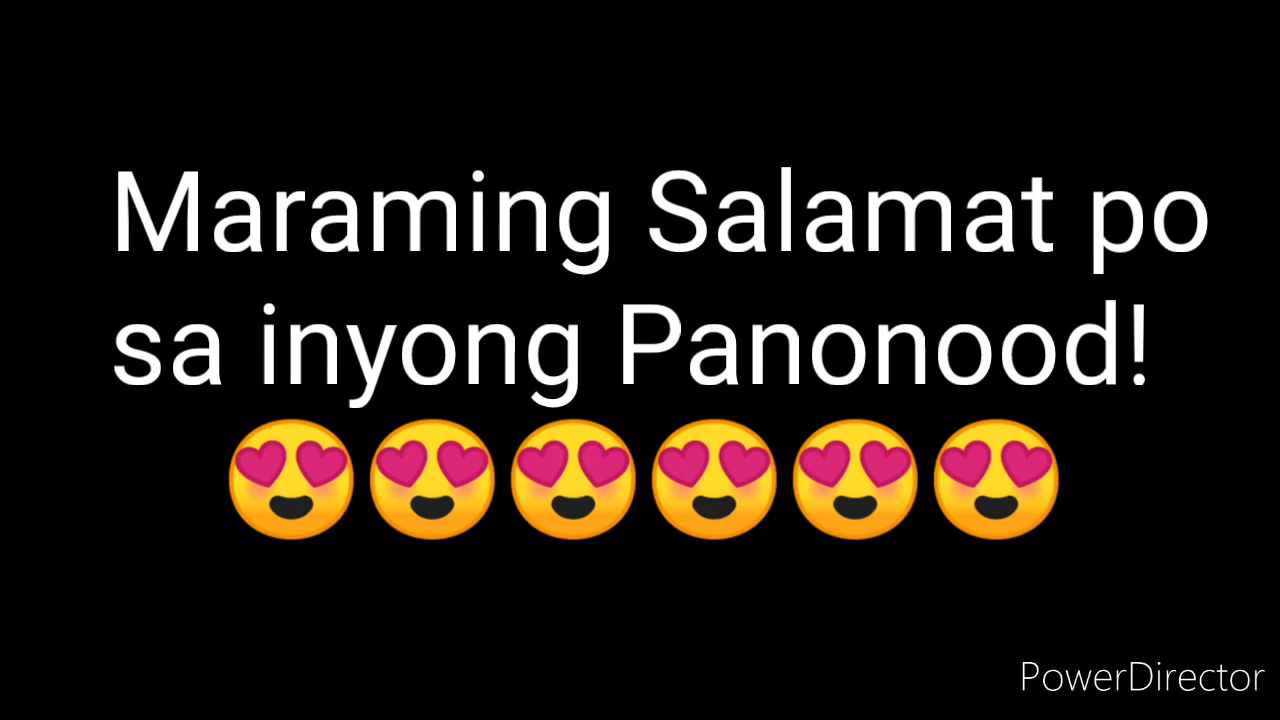 Maraming Salamat po
sa inyong Panonood!
😍😍😍😍😍😍
PowerDirector